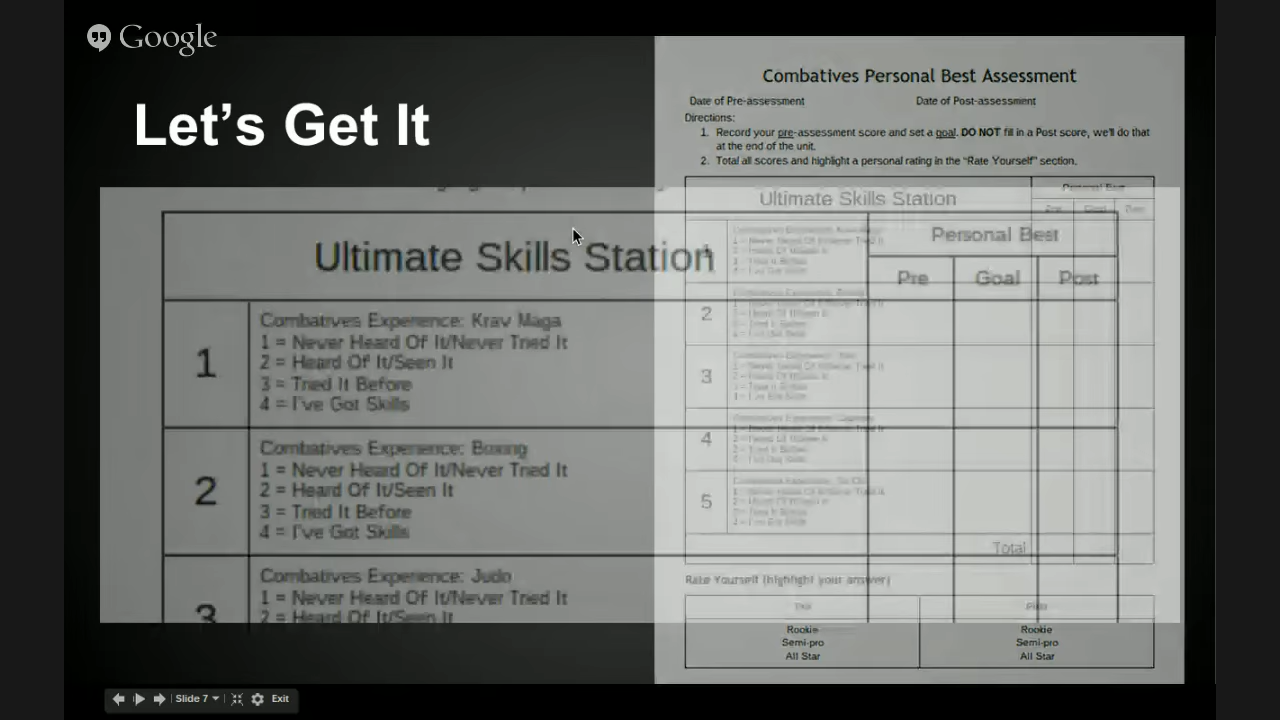 Google
Let's Get It
Combatives Personal Best Assessment
Date of Pre-assessment Date of Post-assessment
Directions:
1. Record your pre-assessment score and set a goal. DO NOT fill in a Post score, we'll do that
at the end of the unit.
2. Total all scores and highlight a personal rating in the "Rate Yourself" section.
Ultimate Skills Station
Personal Best
Pre Goal Post
1
Combatives Experience: Krav Maga
1 = Never Heard Of It/Never Tried It
2 = Heard Of It/Seen It
3 = Tried It Before
4 = I've Got Skills
2
Combatives Experience: Boxing
1 = Never Heard Of It/Never Tried It
2 = Heard Of It/Seen It
3 = Tried It Before
4 = I've Got Skills
3
Combatives Experience: Judo
1 = Never Heard Of It/Never Tried It
2 = Heard Of It/Seen It
Ultimate Skills Station
Personal Best
2
3
4
5
Total
Rate Yourself (highlight your answer)
Rookie Rookie
Semi-pro Semi-pro
All Star All Star
Slide 7 Exit